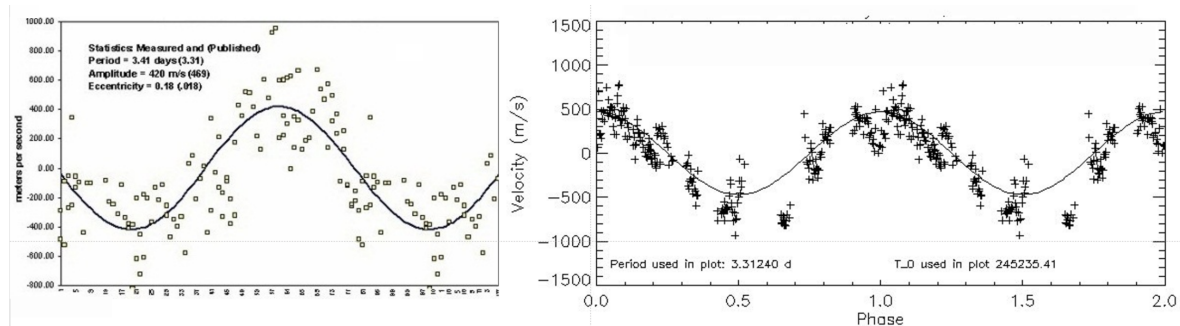 1000.00
800.00
600.00
400.00
200.00
0.00
-200.00
-400.00
-600.00
-800.00
meters per second
Statistics: Measured and (Published)
Period = 3.41 days (3.31)
Amplitude = 420 m/s (469)
Eccentricity = 0.18 (.018)
1500
1000
500
0
−500
−1000
−1500
Velocity (m/s)
Period used in plot: 3.31240 d
T_0 used in plot 245235.41
0.0 0.5 1.0 1.5 2.0
Phase